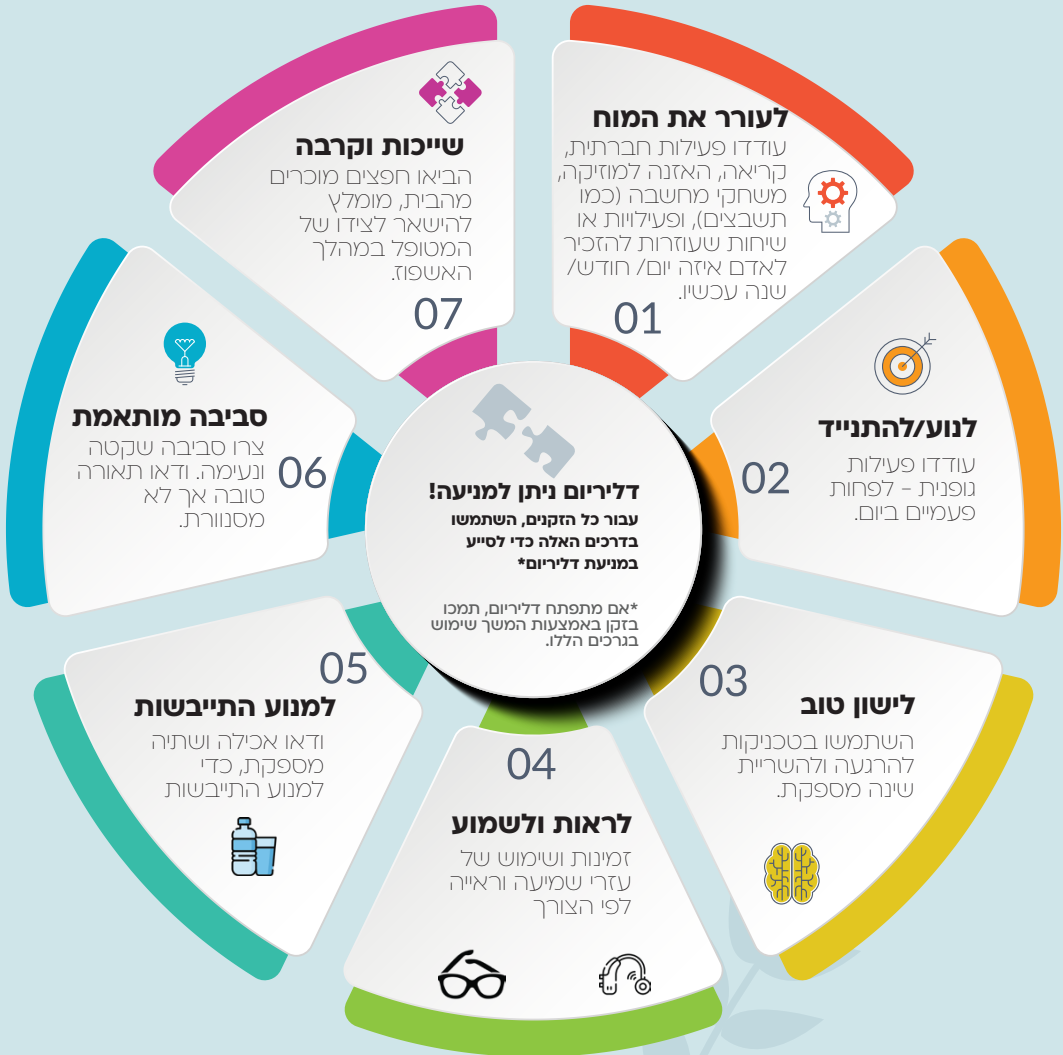 דליריום ניתן למניעה!
עבור כל הזקנים, השתמשו
בדרכים האלה כדי לסייע
במניעת דליריום*
*אם מתפתח דליריום, תמכו
בזקן באמצעות המשך שימוש
בגרכים הללו.
לעורר את המוח
עודדו פעילות חברתית,
קריאה, האזנה למוזיקה,
משחקי מחשבה (כמו
תשבצים), ופעילויות או
שיחות שעוזרות להזכיר
לאדם איזה יום/ חודש/
שנה עכשיו.
01
לנוע/להתנייד
עודדו פעילות
גופנית - לפחות
פעמיים ביום.
02
03
לישון טוב
השתמשו בטכניקות
להרגעה ולהשריית
שינה מספקת.
04
לראות ולשמוע
זמינות ושימוש של
עזרי שמיעה וראייה
לפי הצורך
05
למנוע התייבשות
ודאו אכילה ושתיה
מספקת, כדי
למנוע התייבשות
סביבה מותאמת
צרו סביבה שקטה
ונעימה. ודאו תאורה
טובה אך לא
מסנוורת.
06
שייכות וקרבה
הביאו חפצים מוכרים
מהבית, מומלץ
להישאר לצידו של
המטופל במהלך
האשפוז.
07